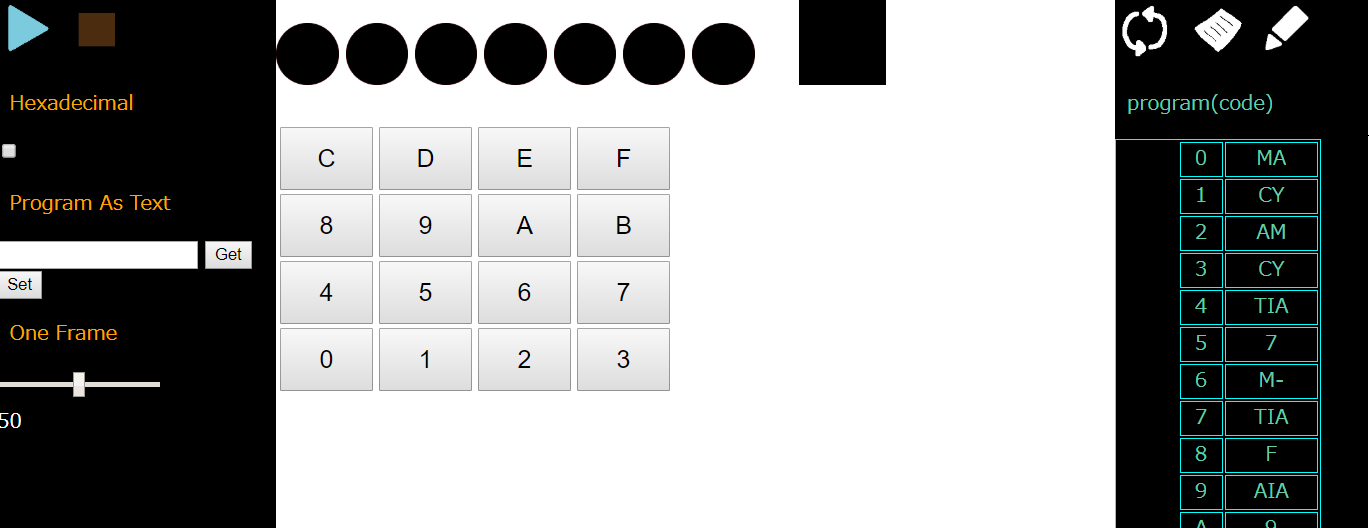 Hexadecimal
Program As Text
Get
Set
One Frame
50
C D E F
8 9 A B
4 5 6 7
0 1 2 3
program(code)
0 MA
1 CY
2 AM
3 CY
4 TIA
5 7
6 M-
7 TIA
8 F
9 AIA
A 9